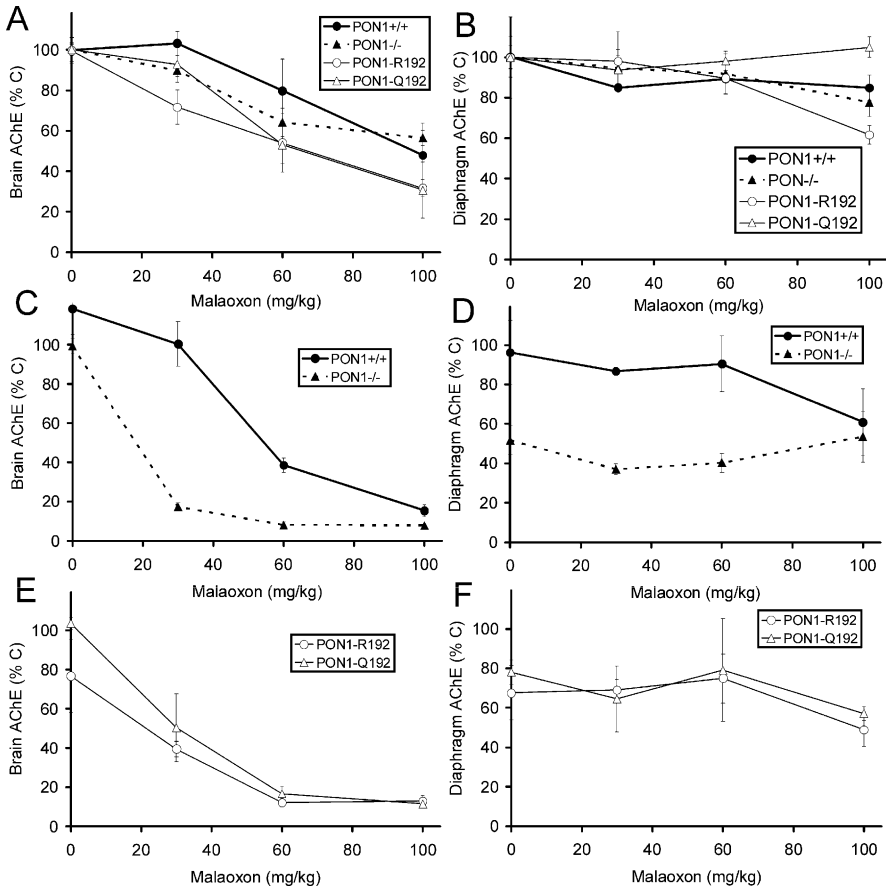 A
Brain AChE (% C)
100
80
60
40
20
0
0 20 40 60 80 100
Malaoxon (mg/kg)
PON1+/+
PON1-/-
PON1-R192
PON1-Q192
B
Diaphragm AChE (% C)
100
80
60
40
20
0
0 20 40 60 80 100
Malaoxon (mg/kg)
PON1+/+
PON-/-
PON1-R192
PON1-Q192
C
Brain AChE (% C)
100
80
60
40
20
0
0 20 40 60 80 100
Malaoxon (mg/kg)
PON1+/+
PON1-/-
D
Diaphragm AChE (% C)
100
80
60
40
20
0
0 20 40 60 80 100
Malaoxon (mg/kg)
PON1+/+
PON1-/-
E
Brain AChE (% C)
100
80
60
40
20
0
0 20 40 60 80 100
Malaoxon (mg/kg)
PON1-R192
PON1-Q192
F
Diaphragm AChE (% C)
100
80
60
40
20
0
0 20 40 60 80 100
Malaoxon (mg/kg)
PON1-R192
PON1-Q192